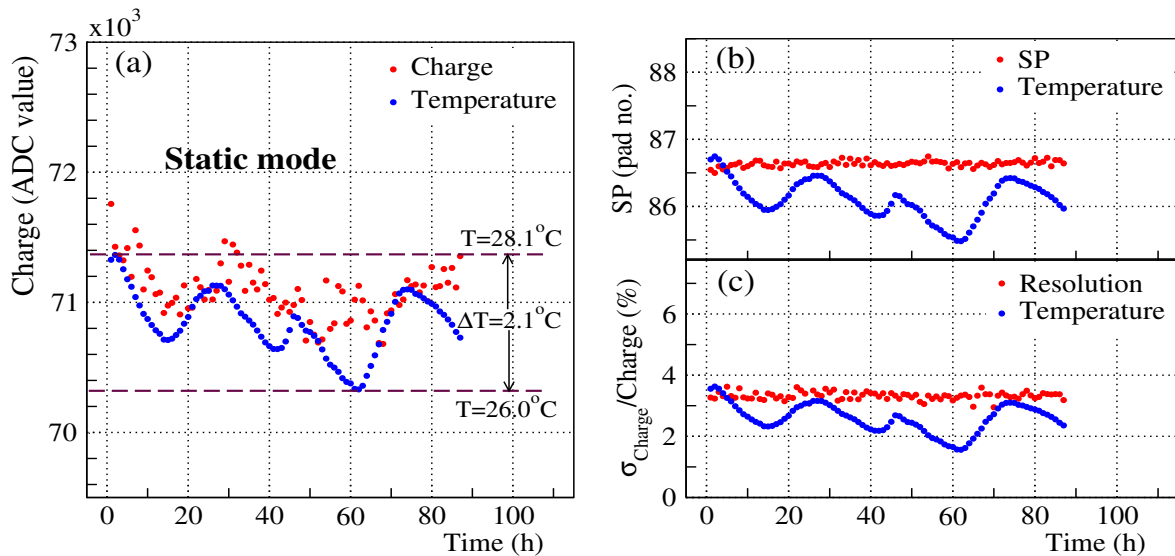 x10³
73
72
71
70
Charge (ADC value)
(a)
Charge
Temperature
Static mode
T=28.1°C
ΔT=2.1°C
T=26.0°C
0 20 40 60 80 100
Time (h)
88
87
86
SP (pad no.)
(b)
SP
Temperature
6
4
2
0
σCharge/Charge (%)
(c)
Resolution
Temperature
0 20 40 60 80 100
Time (h)